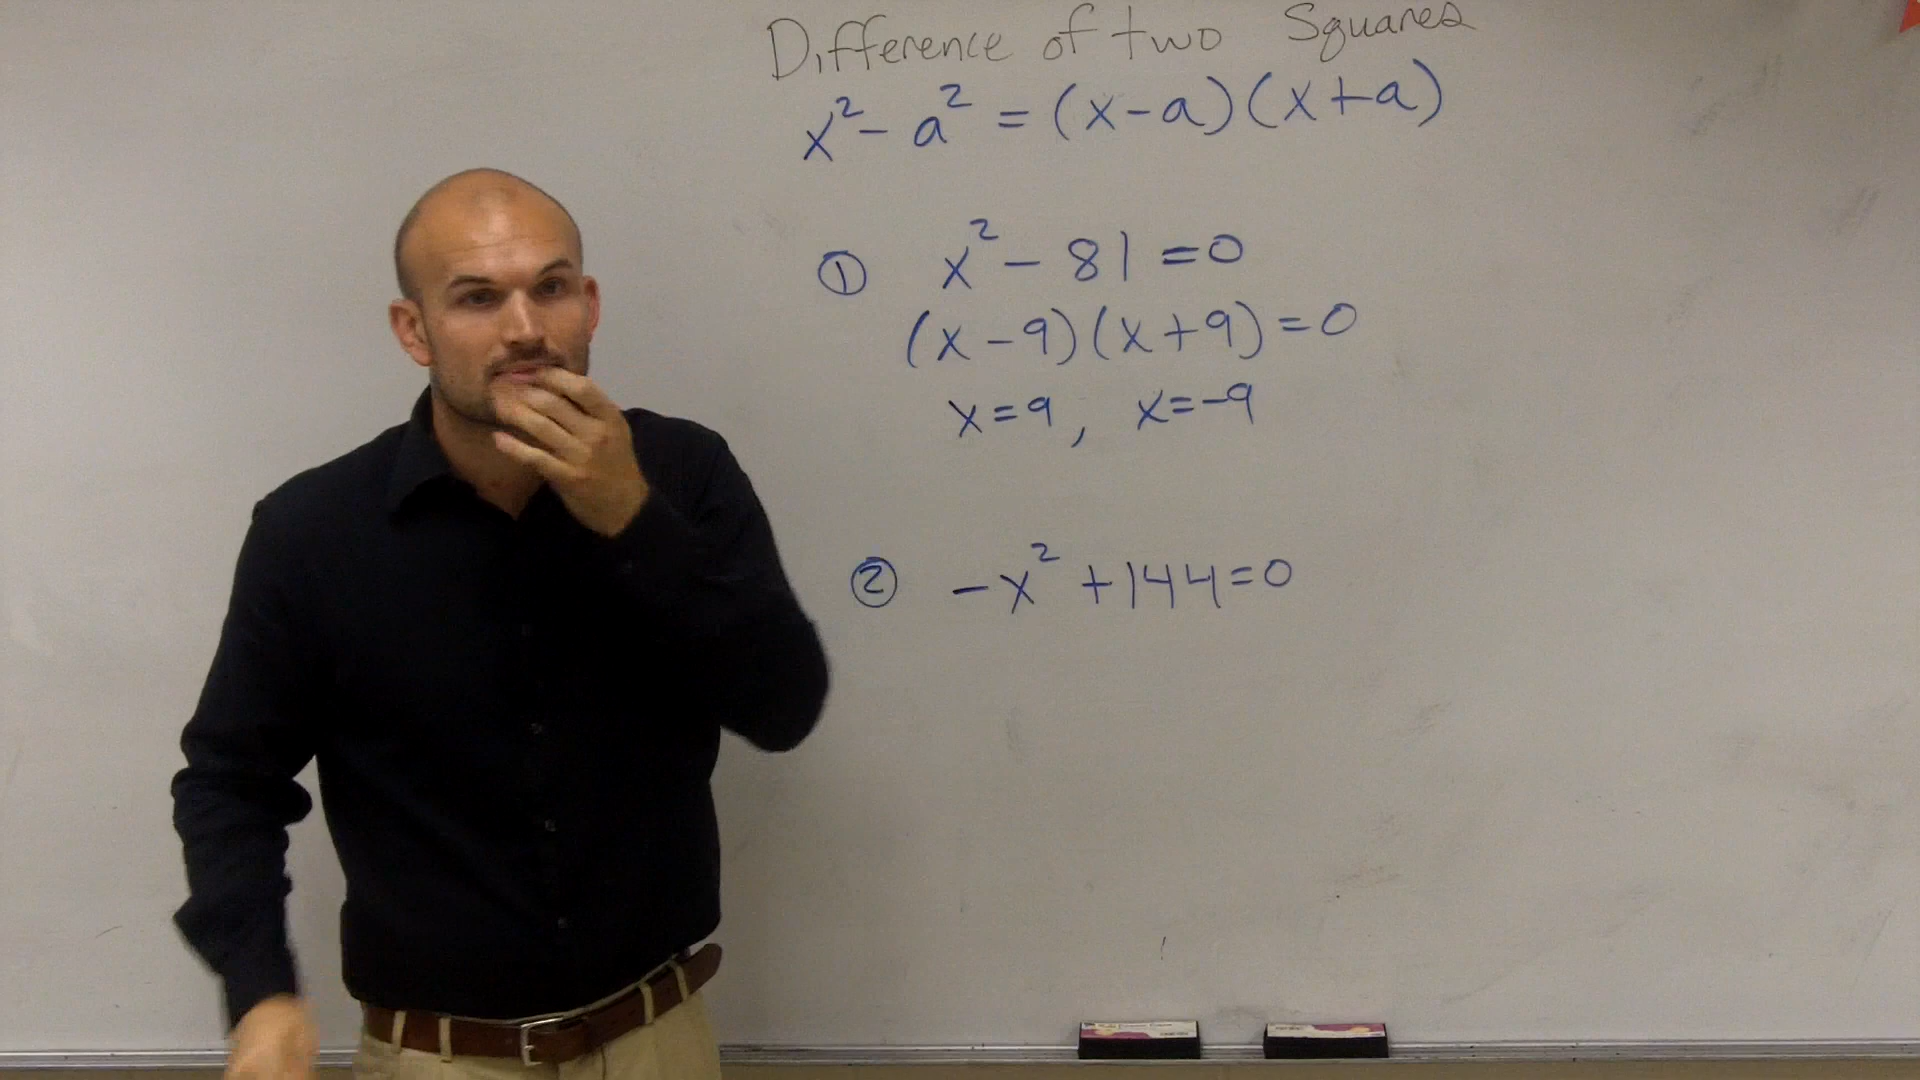 Difference of two Squares
x² - a² = (x-a)(x+a)
① x² - 81 = 0
(x - 9)(x + 9) = 0
x = 9, x = -9
② -x² + 144 = 0